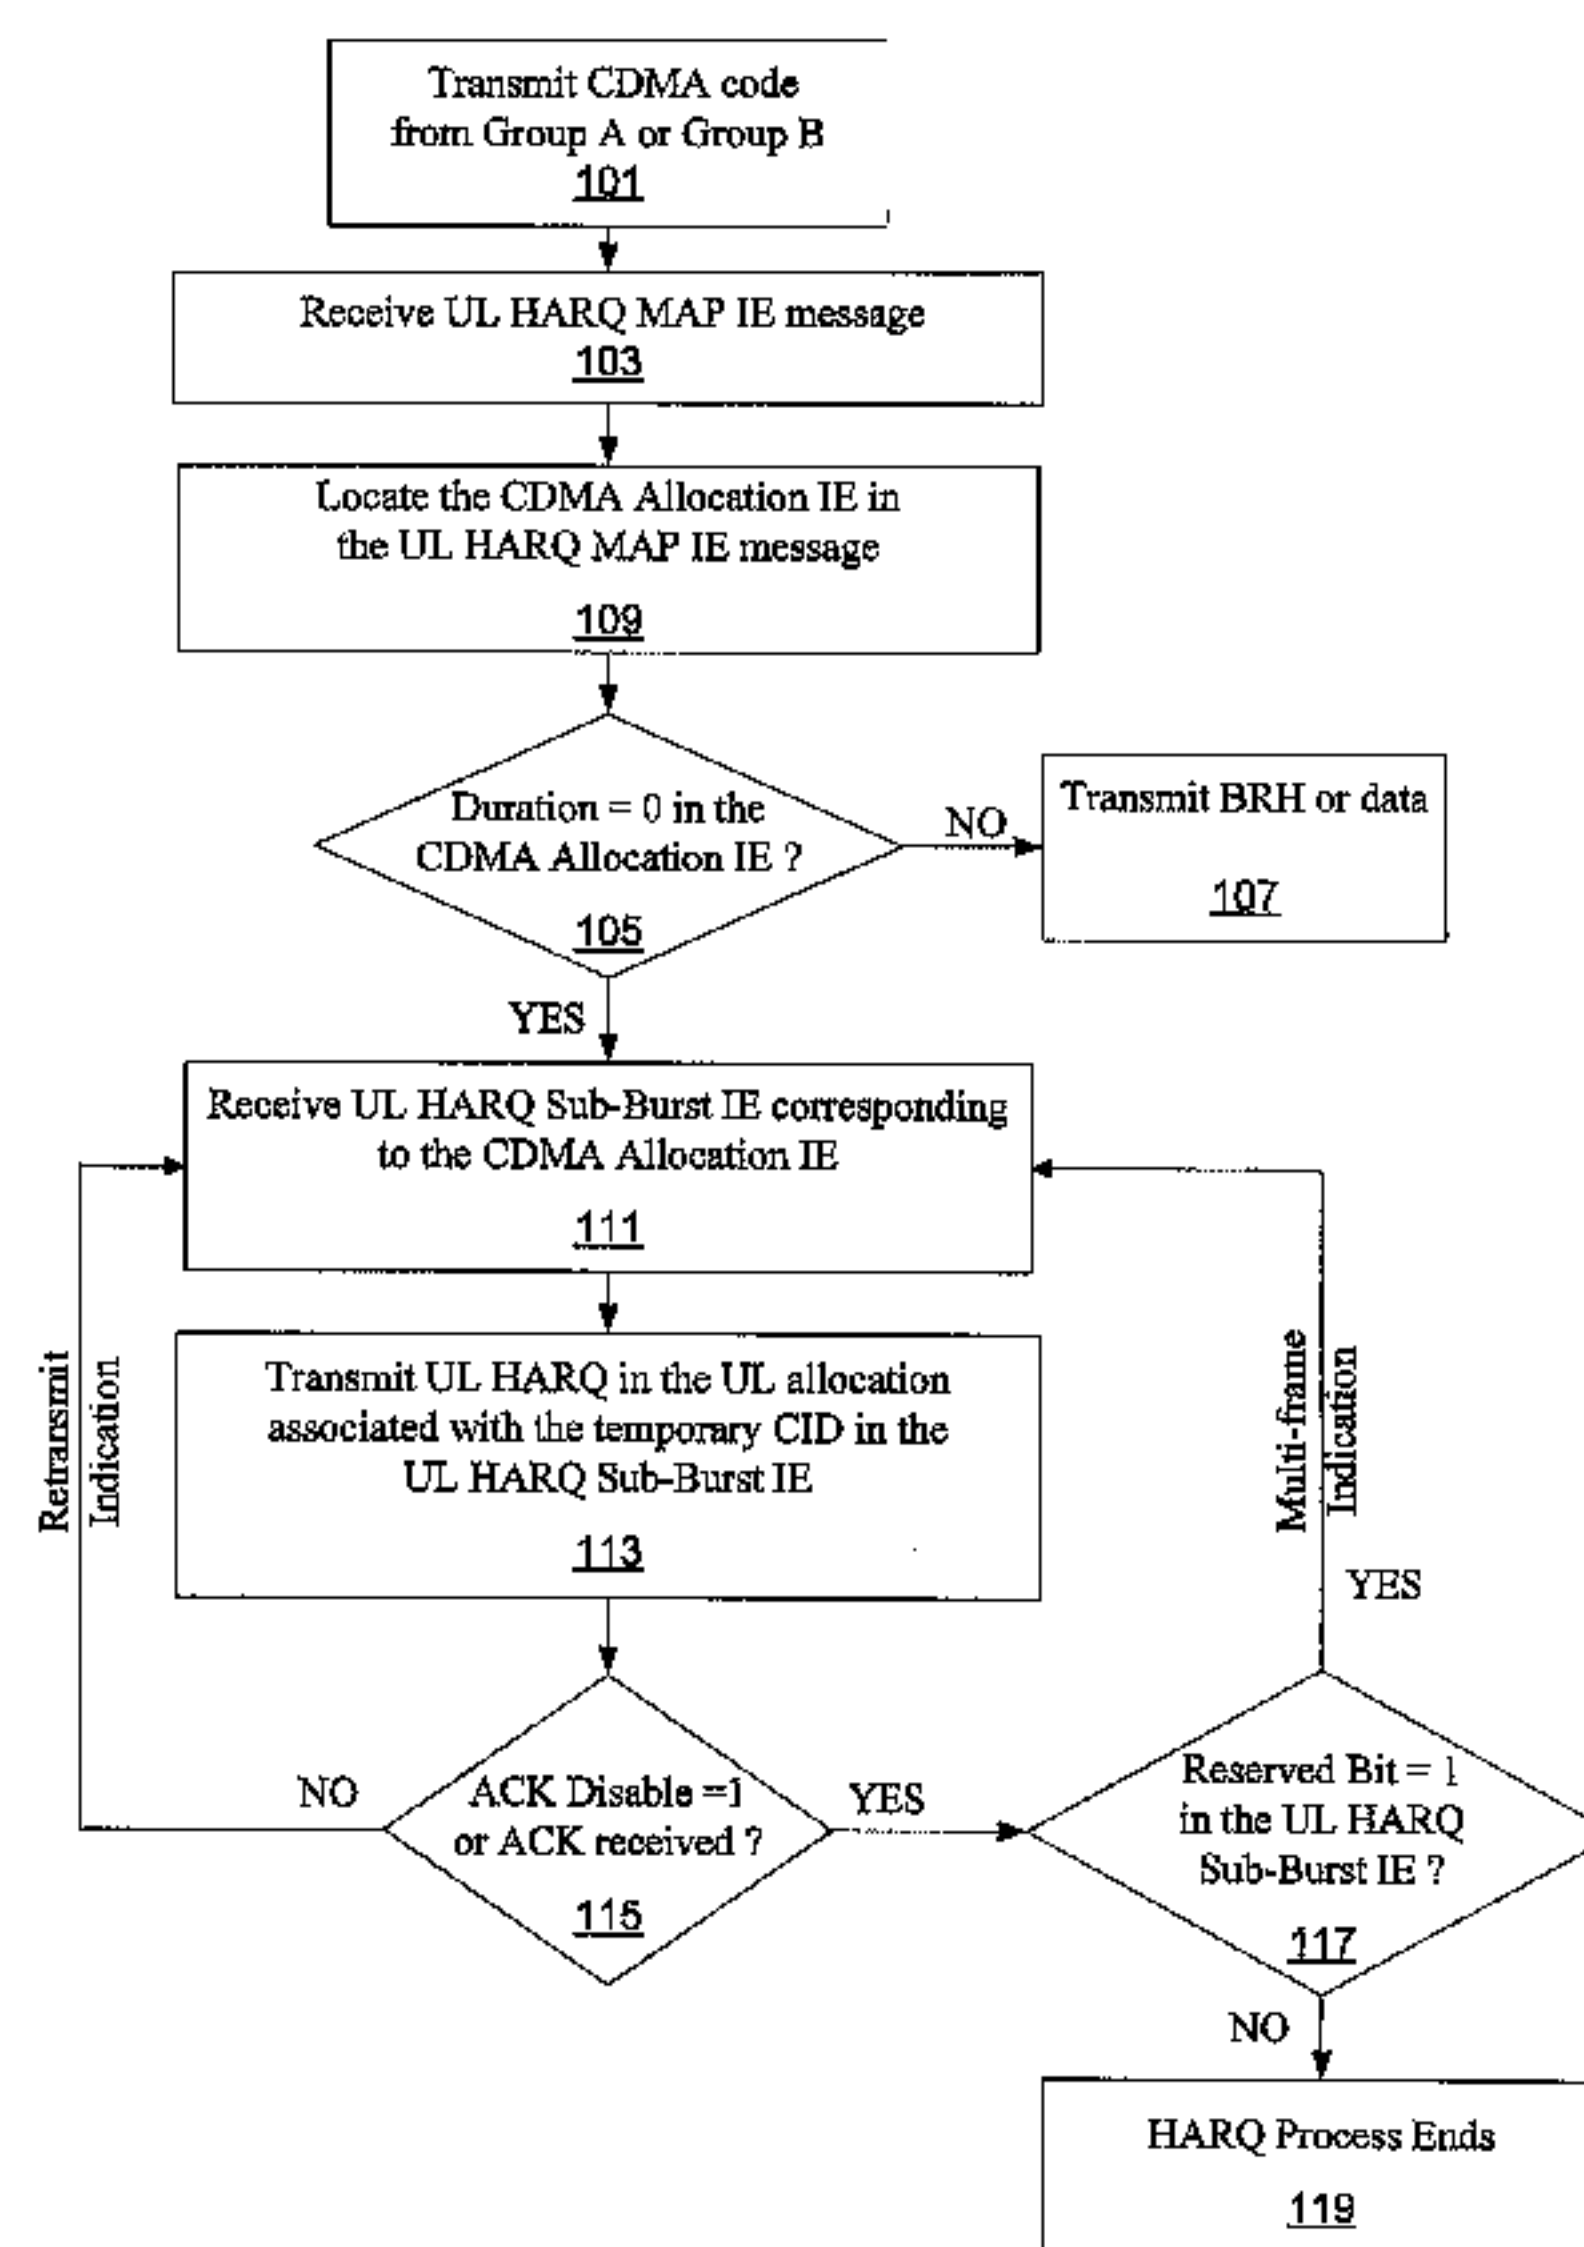 Transmit CDMA code
from Group A or Group B
101
Receive UL HARQ MAP IE message
103
Locate the CDMA Allocation IE in
the UL HARQ MAP IE message
109
Duration = 0 in the
CDMA Allocation IE ?
105
NO
Transmit BRH or data
107
YES
Receive UL HARQ Sub-Burst IE corresponding
to the CDMA Allocation IE
111
Transmit UL HARQ in the UL allocation
associated with the temporary CID in the
UL HARQ Sub-Burst IE
113
Retransmit
Indication
Multi-frame
Indication
YES
NO
ACK Disable =1
or ACK received ?
115
YES
Reserved Bit = 1
in the UL HARQ
Sub-Burst IE ?
117
NO
HARQ Process Ends
119